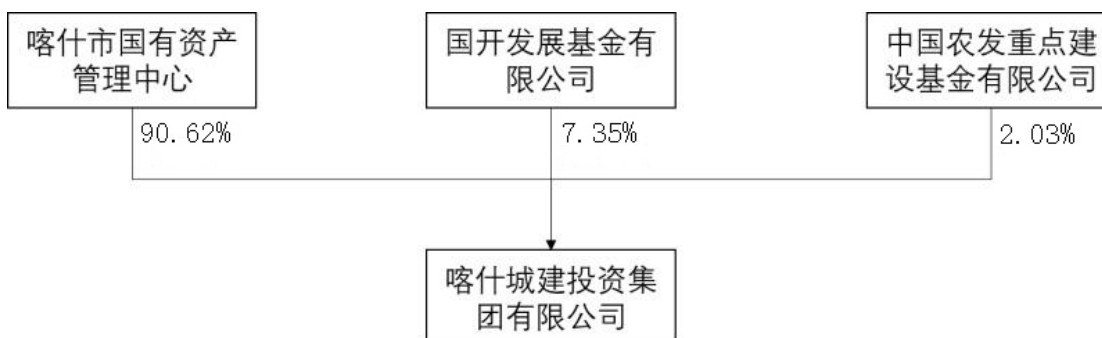 喀什市国有资产
管理中心
国开发展基金有
限公司
中国农发重点建
设基金有限公司
90.62%
7.35%
2.03%
喀什城建投资集
团有限公司